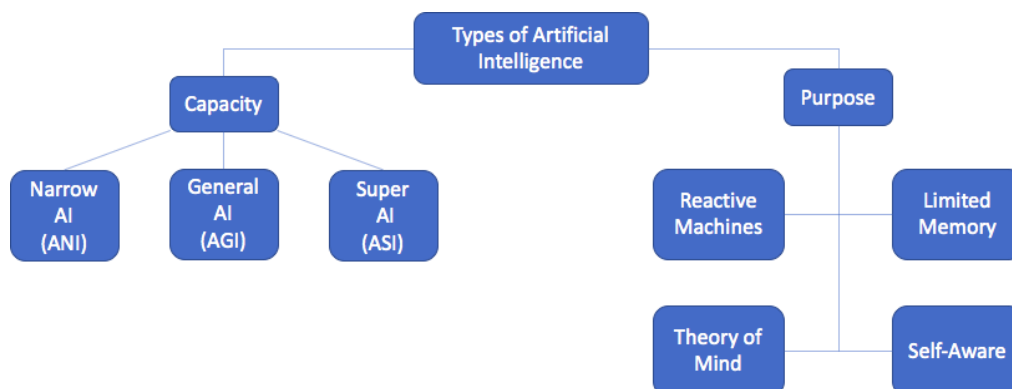 Types of Artificial
Intelligence
Capacity
Purpose
Narrow
AI
(ANI)
General
AI
(AGI)
Super
AI
(ASI)
Reactive
Machines
Limited
Memory
Theory of
Mind
Self-Aware